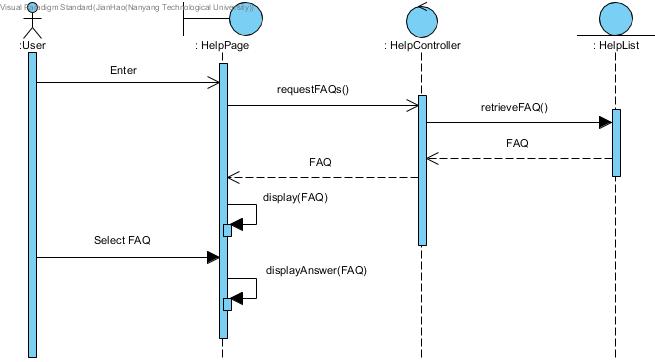 Visual Paradigm Standard(JianHao(Nanyang Technological University))
:User
: HelpPage
: HelpController
: HelpList
Enter
requestFAQs()
retrieveFAQ()
FAQ
FAQ
display(FAQ)
Select FAQ
displayAnswer(FAQ)